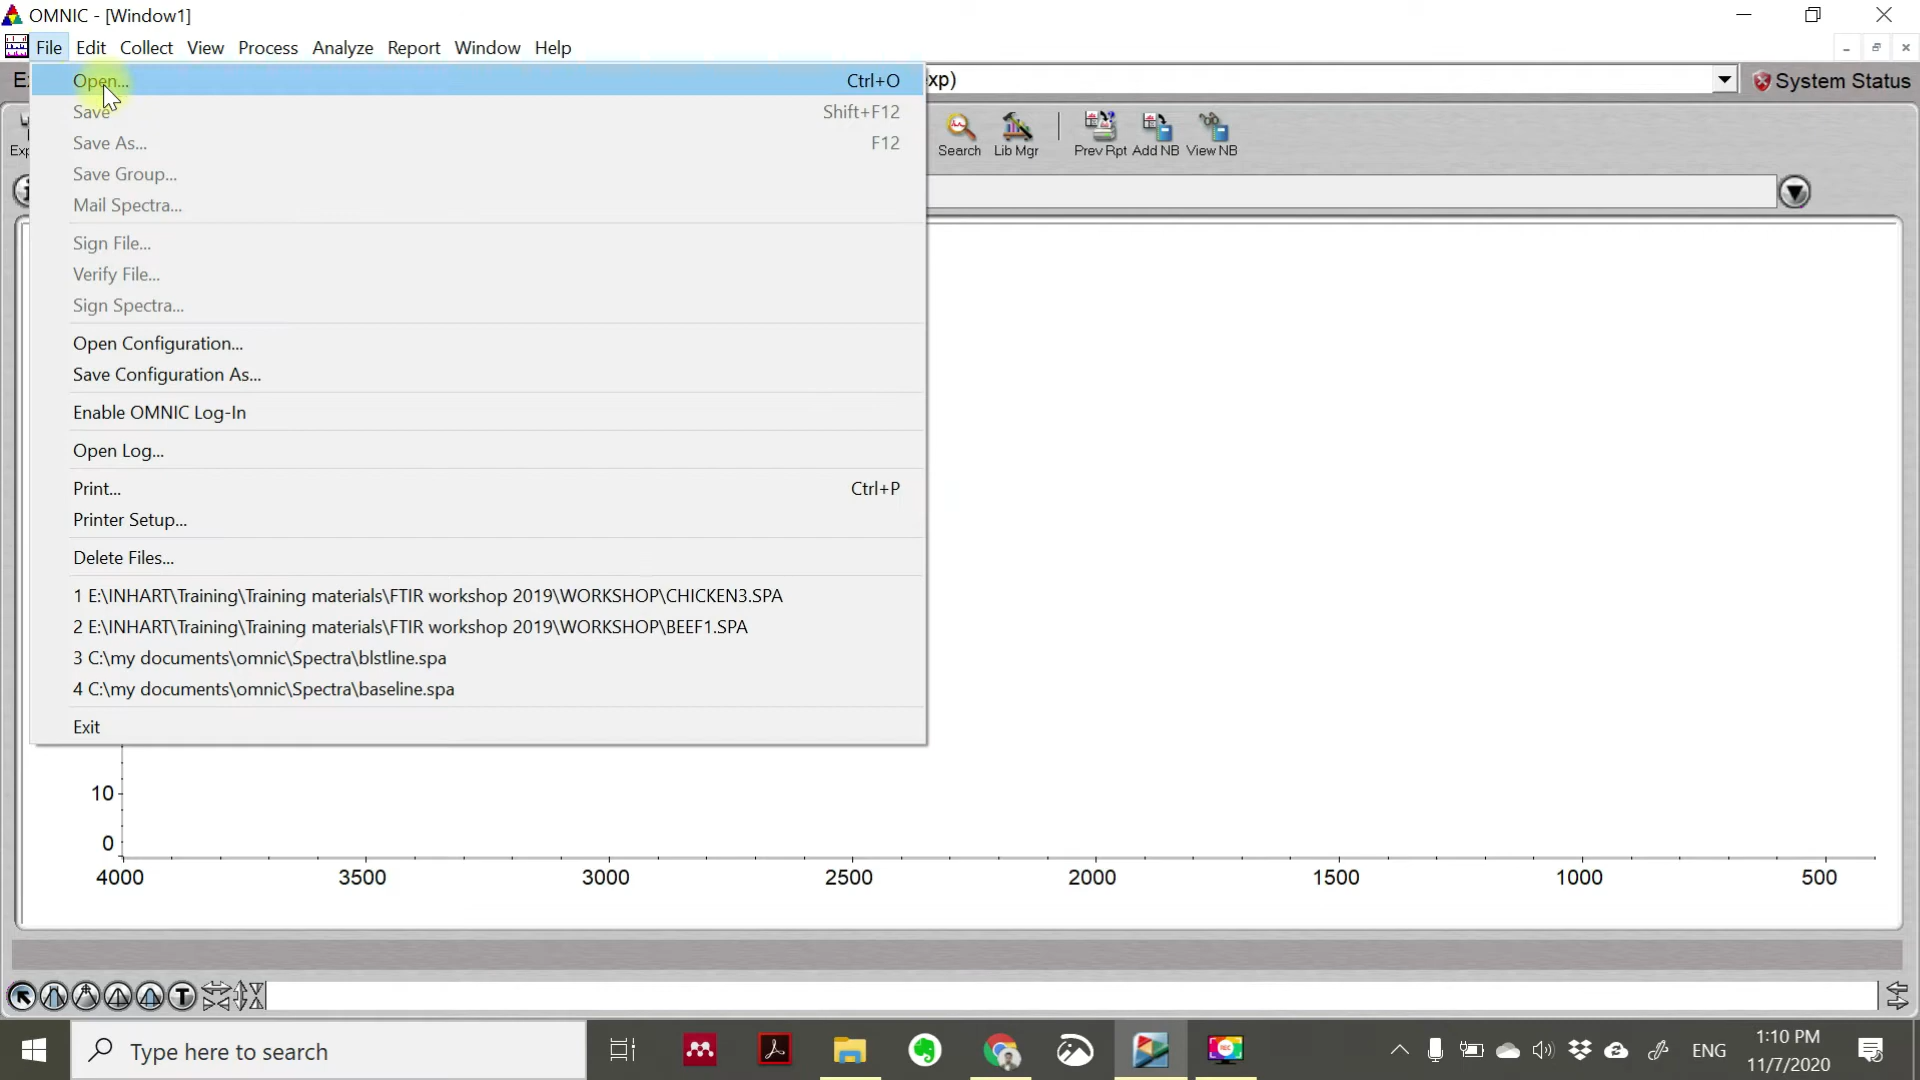 OMNIC - [Window1]
File Edit Collect View Process Analyze Report Window Help
Open... Ctrl+O
xp)
System Status
Save Shift+F12
Save As... F12
Search Lib Mgr Prev Rpt Add NB View NB
Save Group...
Mail Spectra...
Sign File...
Verify File...
Sign Spectra...
Open Configuration...
Save Configuration As...
Enable OMNIC Log-In
Open Log...
Print... Ctrl+P
Printer Setup...
Delete Files...
1 E:\INHART\Training\Training materials\FTIR workshop 2019\WORKSHOP\CHICKEN3.SPA
2 E:\INHART\Training\Training materials\FTIR workshop 2019\WORKSHOP\BEEF1.SPA
3 C:\my documents\omnic\Spectra\blstline.spa
4 C:\my documents\omnic\Spectra\baseline.spa
Exit
10
0
4000 3500 3000 2500 2000 1500 1000 500
T
Type here to search
REC
ENG
1:10 PM
11/7/2020